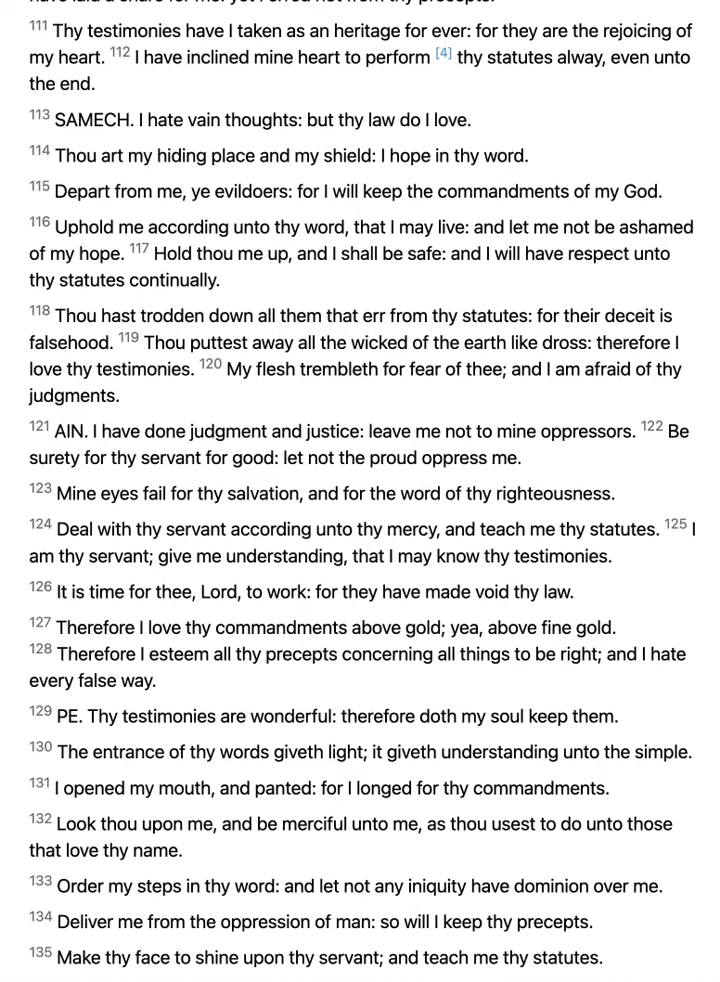 have laid a snare for me: yet I erred not from thy precepts.
111 Thy testimonies have I taken as an heritage for ever: for they are the rejoicing of
my heart. 112 I have inclined mine heart to perform [4] thy statutes alway, even unto
the end.
113 SAMECH. I hate vain thoughts: but thy law do I love.
114 Thou art my hiding place and my shield: I hope in thy word.
115 Depart from me, ye evildoers: for I will keep the commandments of my God.
116 Uphold me according unto thy word, that I may live: and let me not be ashamed
of my hope. 117 Hold thou me up, and I shall be safe: and I will have respect unto
thy statutes continually.
118 Thou hast trodden down all them that err from thy statutes: for their deceit is
falsehood. 119 Thou puttest away all the wicked of the earth like dross: therefore I
love thy testimonies. 120 My flesh trembleth for fear of thee; and I am afraid of thy
judgments.
121 AIN. I have done judgment and justice: leave me not to mine oppressors. 122 Be
surety for thy servant for good: let not the proud oppress me.
123 Mine eyes fail for thy salvation, and for the word of thy righteousness.
124 Deal with thy servant according unto thy mercy, and teach me thy statutes. 125 I
am thy servant; give me understanding, that I may know thy testimonies.
126 It is time for thee, Lord, to work: for they have made void thy law.
127 Therefore I love thy commandments above gold; yea, above fine gold.
128 Therefore I esteem all thy precepts concerning all things to be right; and I hate
every false way.
129 PE. Thy testimonies are wonderful: therefore doth my soul keep them.
130 The entrance of thy words giveth light; it giveth understanding unto the simple.
131 I opened my mouth, and panted: for I longed for thy commandments.
132 Look thou upon me, and be merciful unto me, as thou usest to do unto those
that love thy name.
133 Order my steps in thy word: and let not any iniquity have dominion over me.
134 Deliver me from the oppression of man: so will I keep thy precepts.
135 Make thy face to shine upon thy servant; and teach me thy statutes.